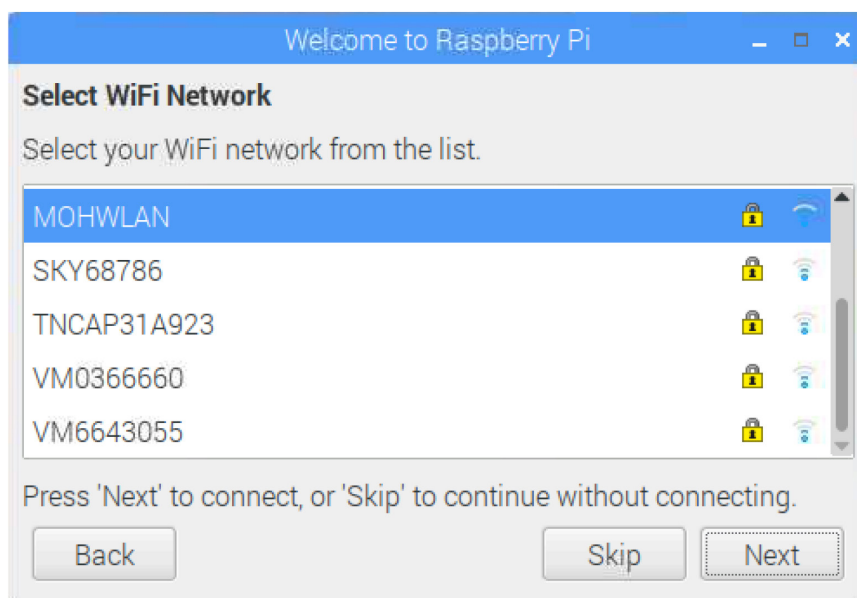 Welcome to Raspberry Pi
Select WiFi Network
Select your WiFi network from the list.
MOHWLAN
SKY68786
TNCAP31A923
VM0366660
VM6643055
Press 'Next' to connect, or 'Skip' to continue without connecting.
Back Skip Next